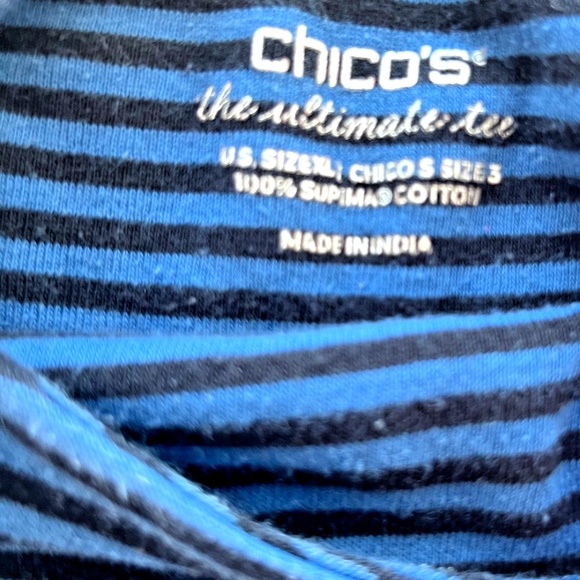 chico's®
the ultimate tee
U.S. SIZE XL | CHICO'S SIZE 3
100% SUPIMA® COTTON
MADE IN INDIA